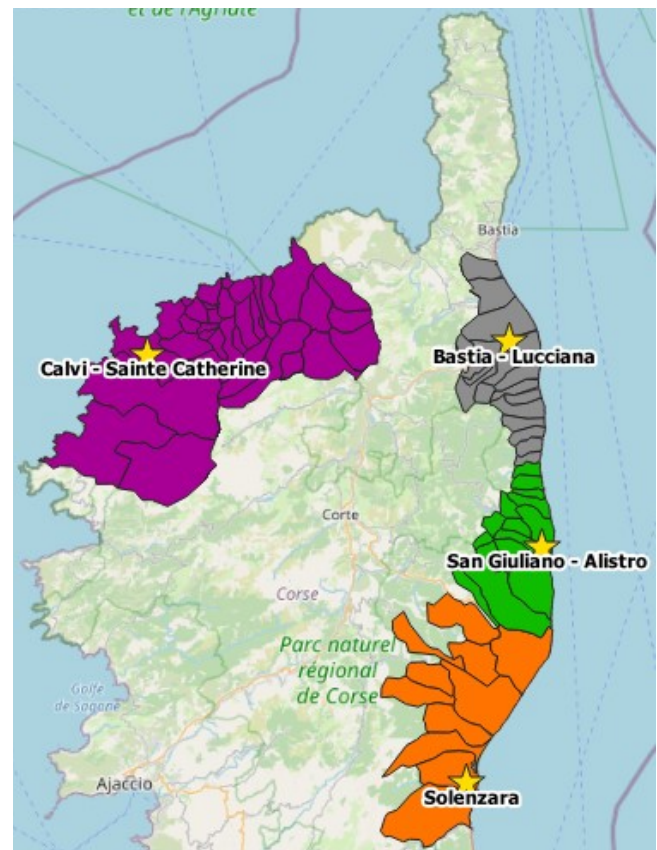 et de l'Agriate
Bastia
Calvi - Sainte Catherine
Bastia - Lucciana
Corte
San Giuliano - Alistro
Corse
Parc naturel
régional
de Corse
Golfe
de Sagone
Ajaccio
Solenzara